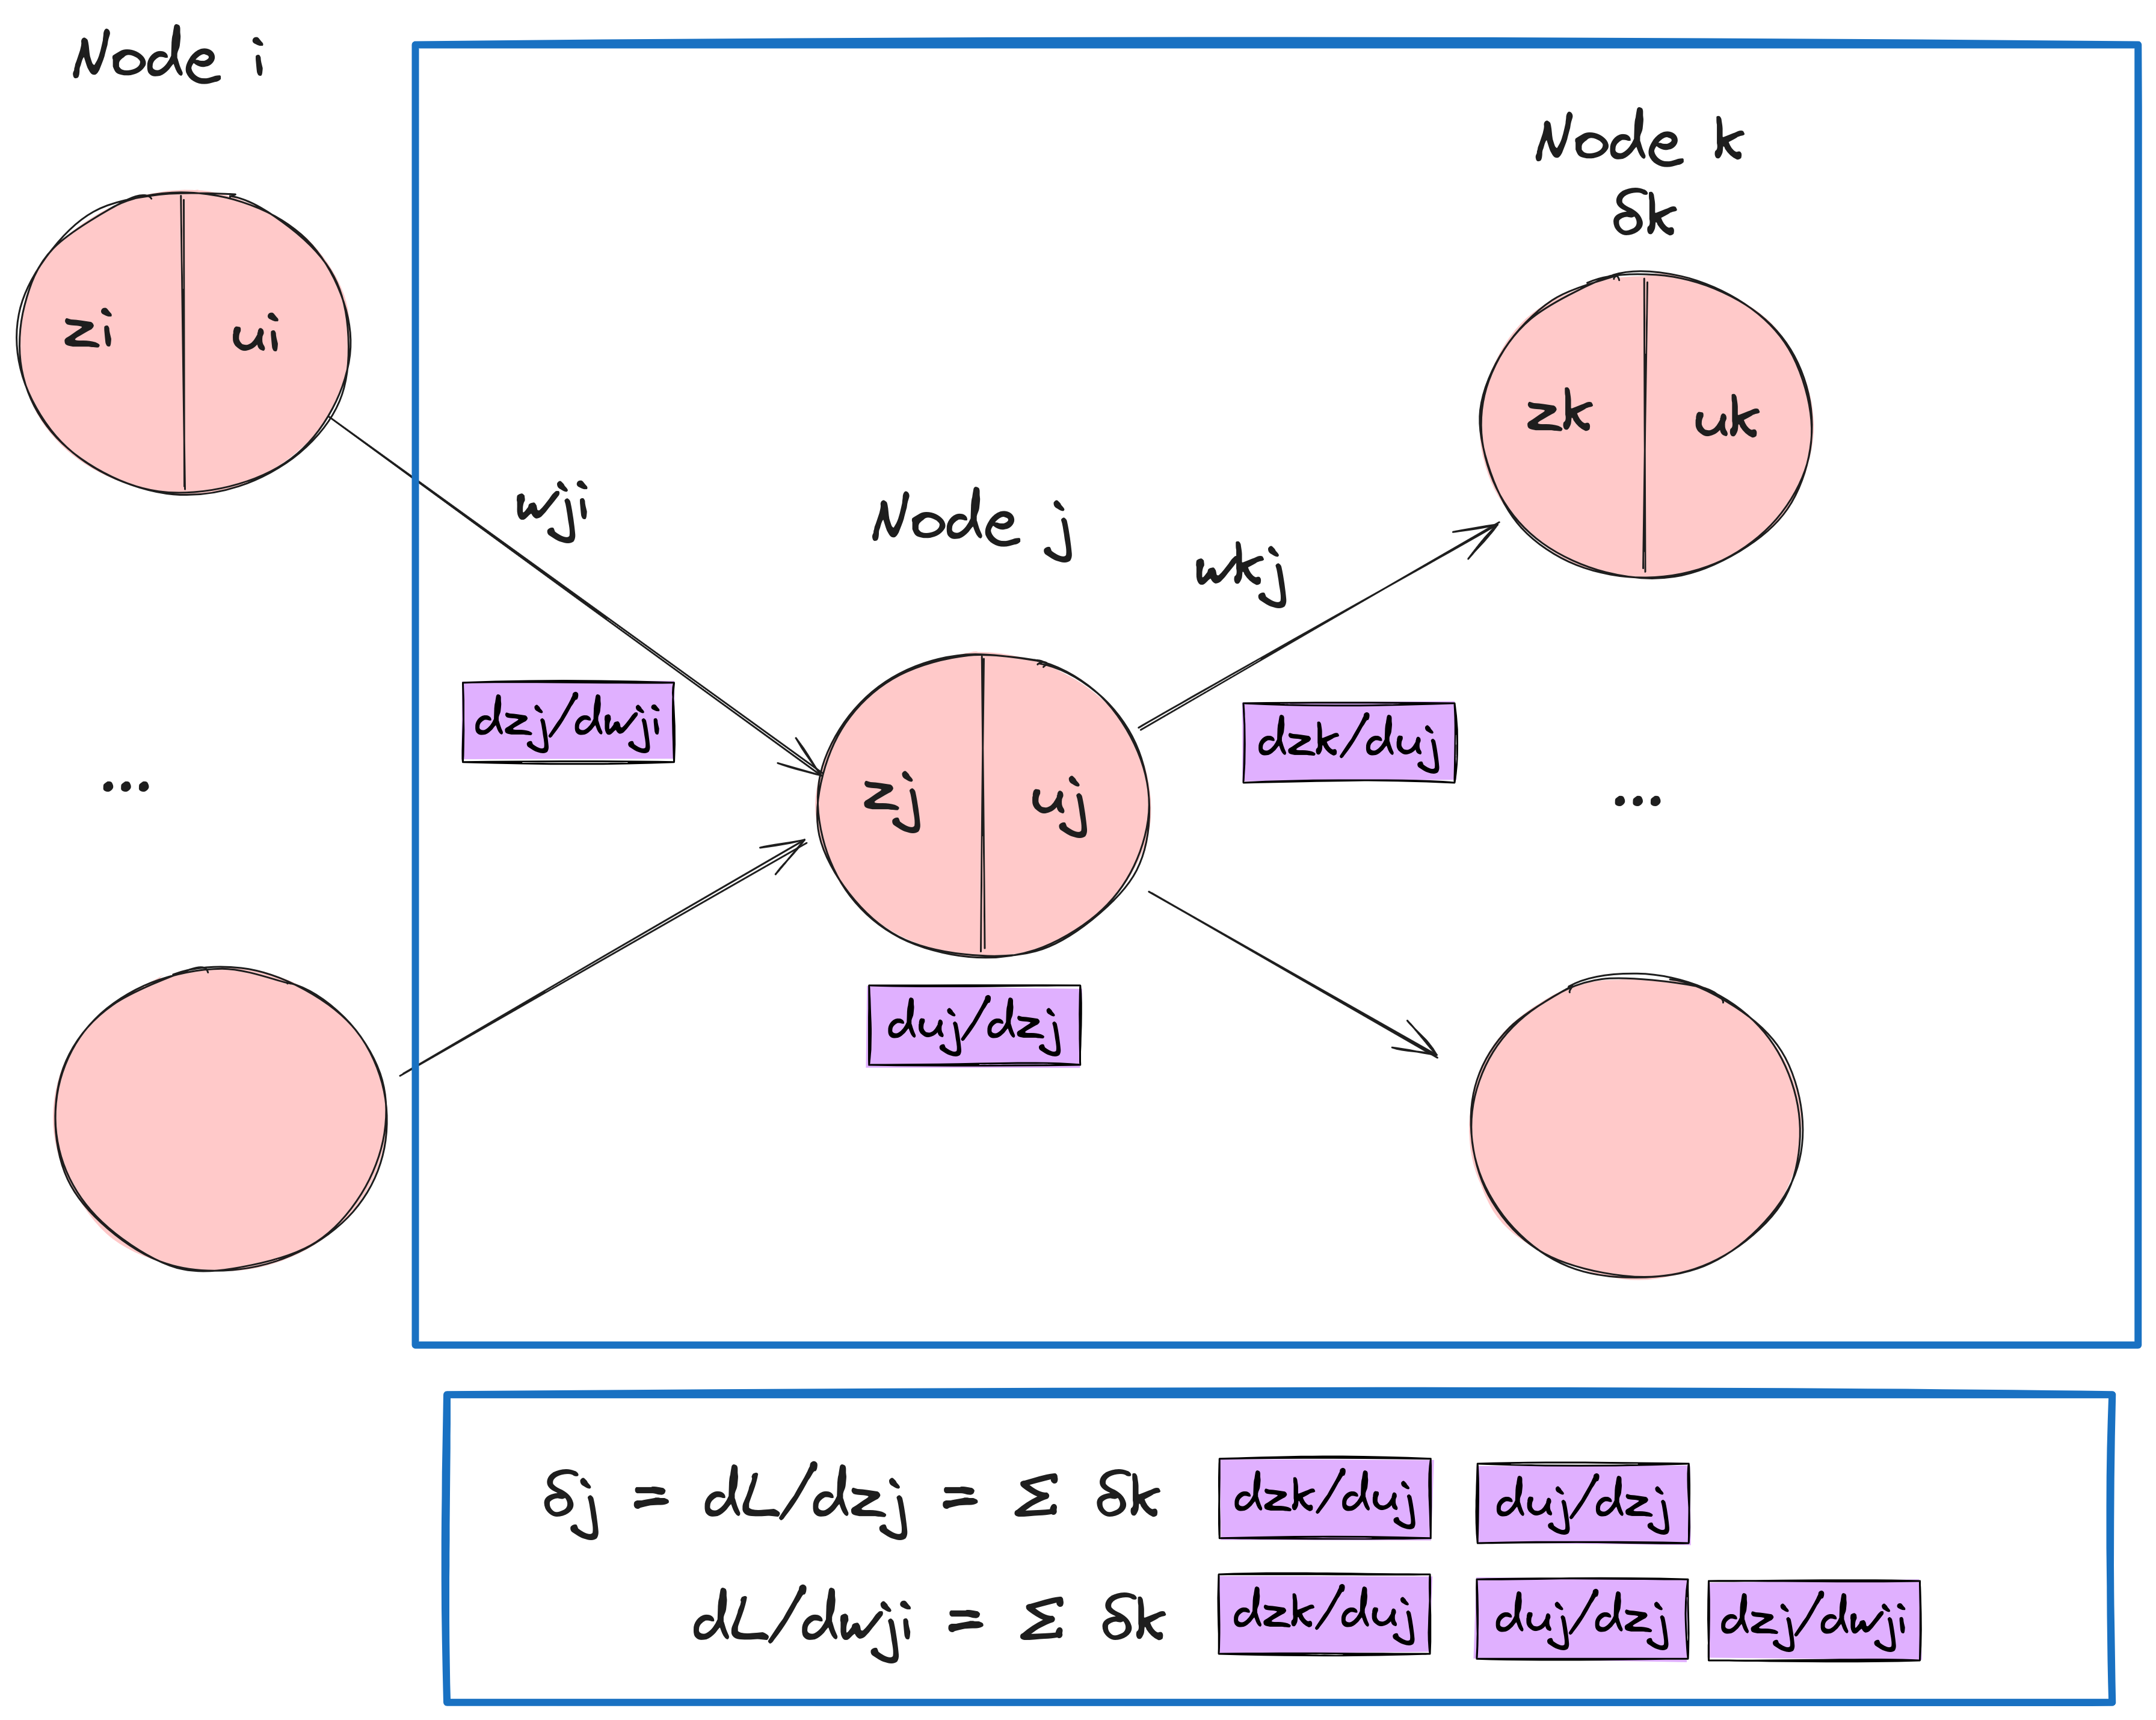 Node i
Node k
δk
zi ui
zk uk
wji
Node j
wkj
dzj/dwji
dzk/duj
...
zj uj
...
duj/dzj
δj = dL/dzj = Σ δk dzk/duj duj/dzj
dL/dwji = Σ δk dzk/duj duj/dzj dzj/dwji